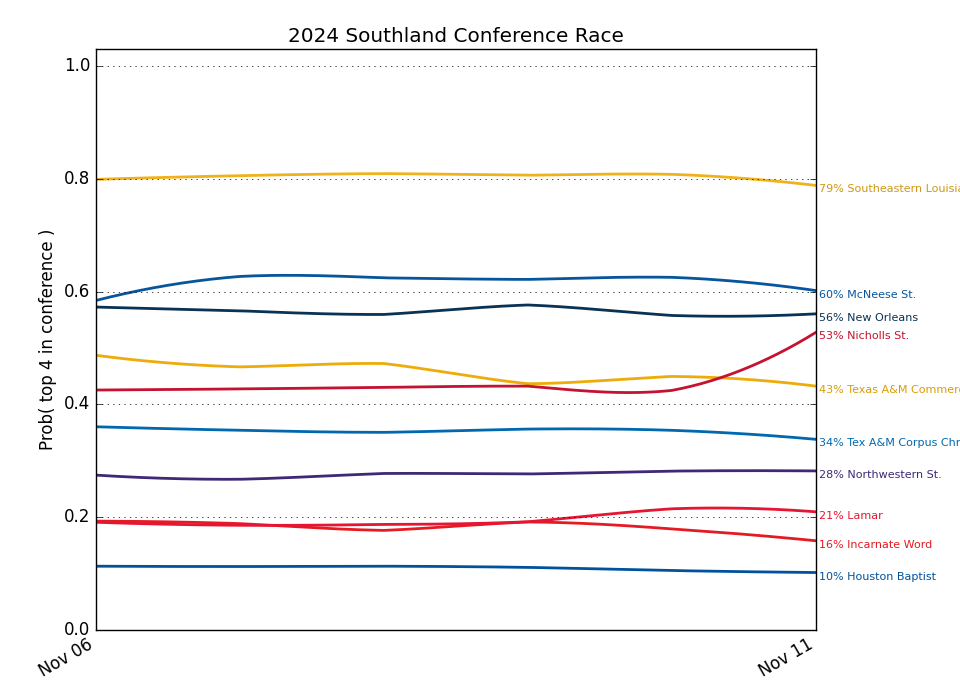 2024 Southland Conference Race
1.0
0.8
0.6
0.4
0.2
0.0
Prob( top 4 in conference )
Nov 06
Nov 11
79% Southeastern Louisia
60% McNeese St.
56% New Orleans
53% Nicholls St.
43% Texas A&M Commer
34% Tex A&M Corpus Chr
28% Northwestern St.
21% Lamar
16% Incarnate Word
10% Houston Baptist